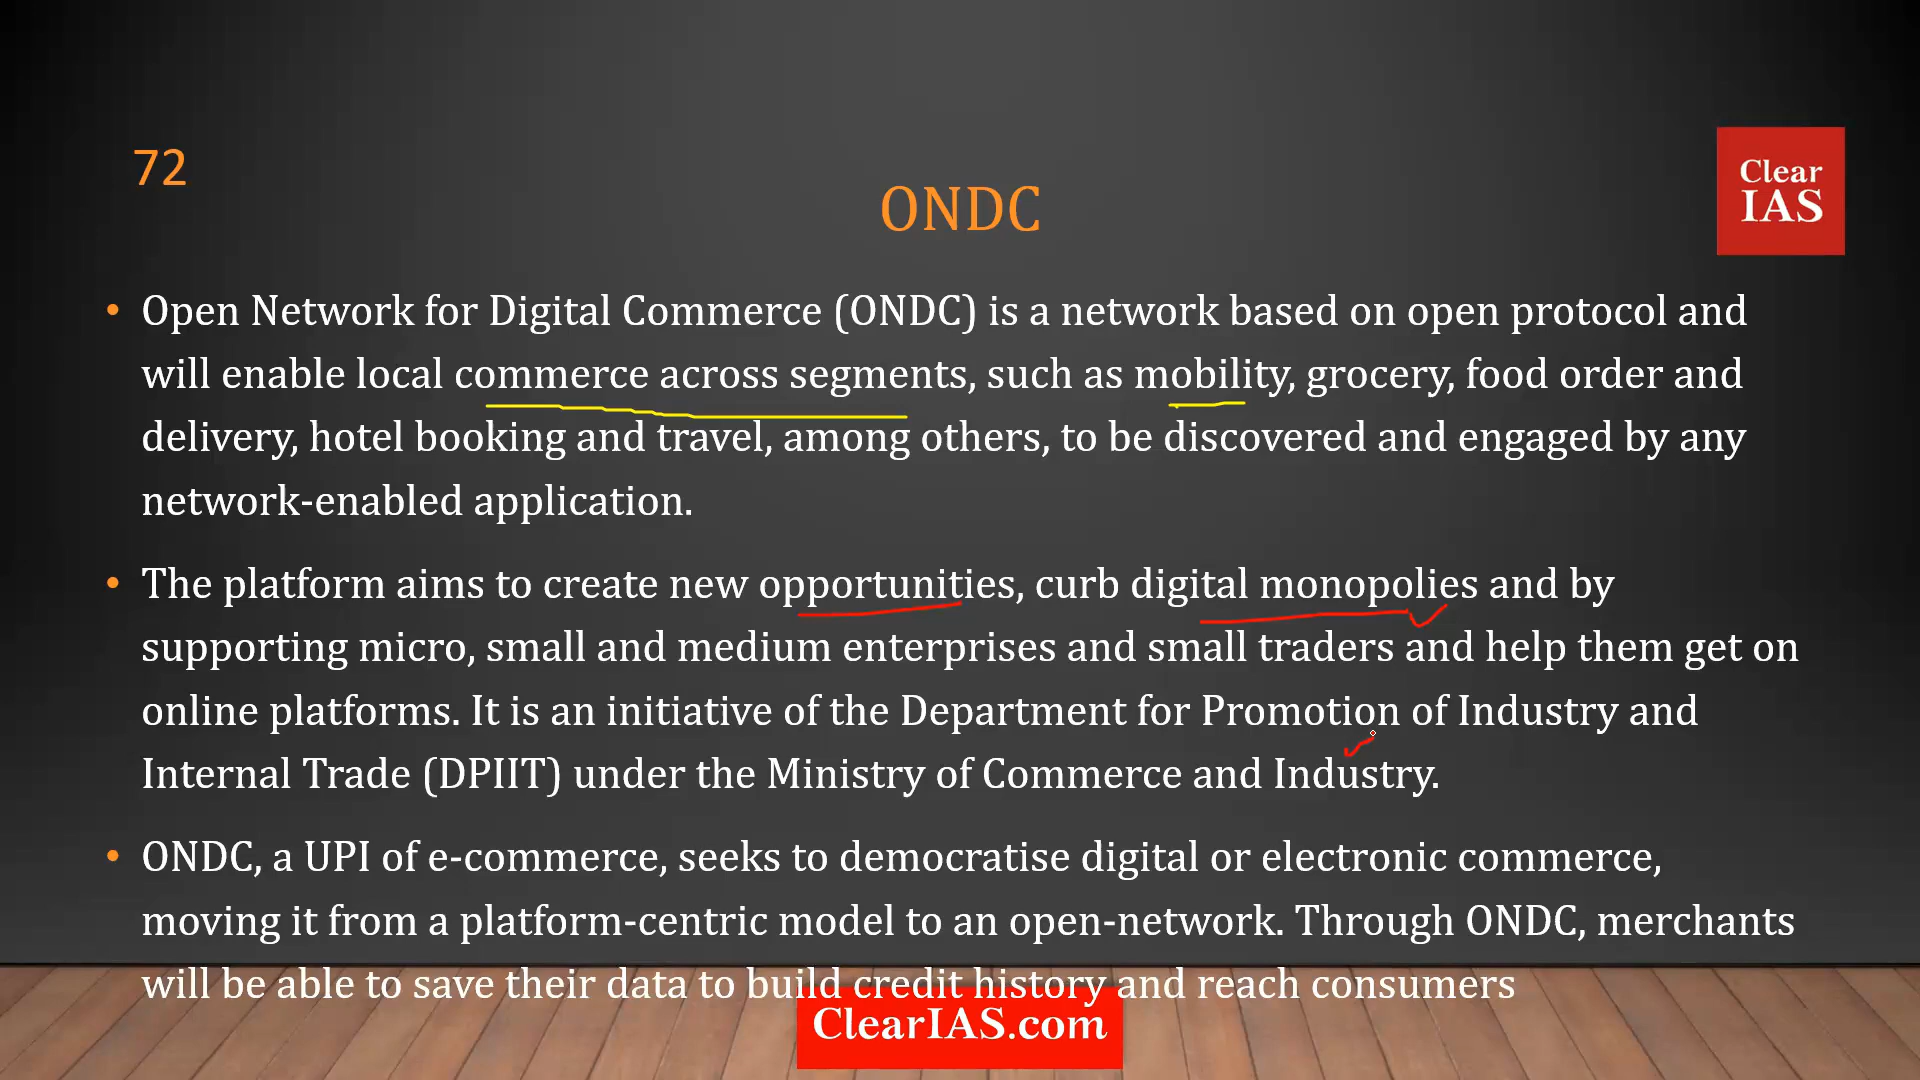 72
Clear
IAS
ONDC
• Open Network for Digital Commerce (ONDC) is a network based on open protocol and
will enable local commerce across segments, such as mobility, grocery, food order and
delivery, hotel booking and travel, among others, to be discovered and engaged by any
network-enabled application.
• The platform aims to create new opportunities, curb digital monopolies and by
supporting micro, small and medium enterprises and small traders and help them get on
online platforms. It is an initiative of the Department for Promotion of Industry and
Internal Trade (DPIIT) under the Ministry of Commerce and Industry.
• ONDC, a UPI of e-commerce, seeks to democratise digital or electronic commerce,
moving it from a platform-centric model to an open-network. Through ONDC, merchants
will be able to save their data to build credit history and reach consumers
ClearIAS.com